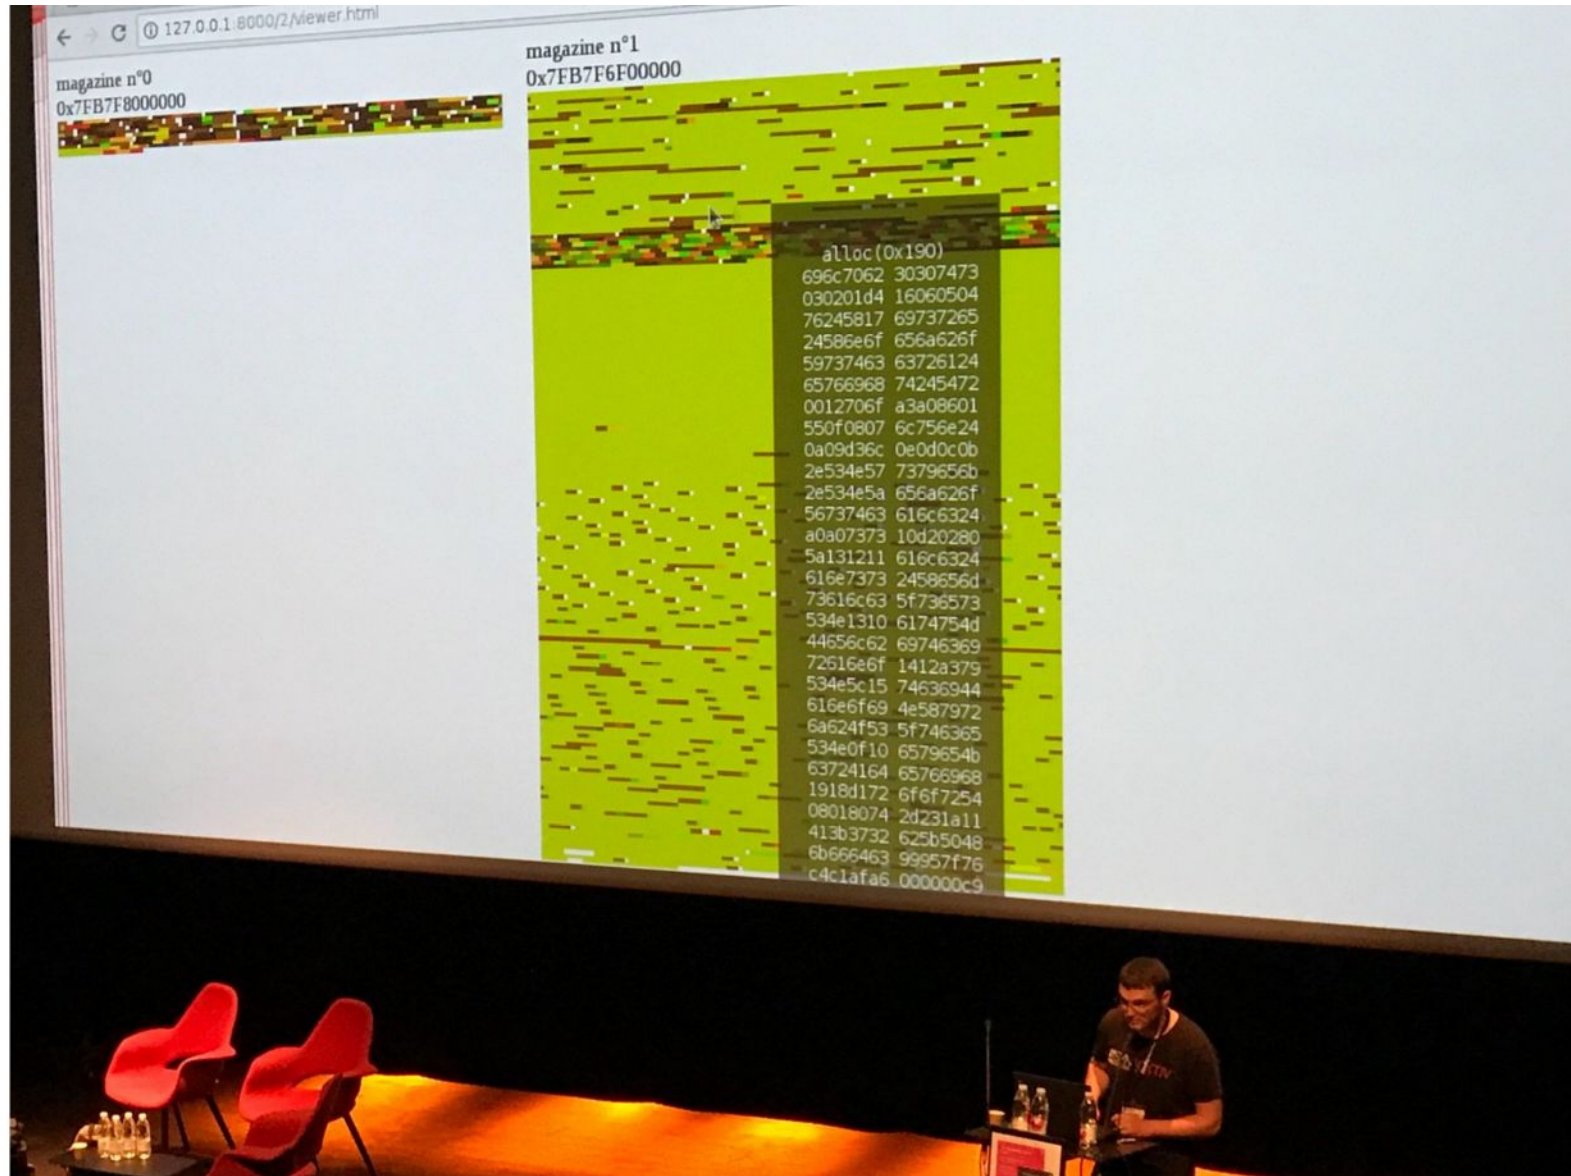 127.0.0.1:8000/2/viewer.html
magazine n°0
0x7FB7F8000000
magazine n°1
0x7FB7F6F00000
alloc(0x190)
696c7062 30307473
030201d4 16060504
76245817 69737265
24586e6f 656a626f
59737463 63726124
65766968 74245472
0012706f a3a08601
550f0807 6c756e24
0a09d36c 0e0d0c0b
2e534e57 7379656b
2e534e5a 656a626f
56737463 616c6324
a0a07373 10d20280
5a131211 616c6324
616e7373 2458656d
73616c63 5f736573
534e1310 6174754d
44656c62 69746369
72616e6f 1412a379
534e5c15 74636944
616e6f69 4e587972
6a624f53 5f746365
534e0f10 6579654b
63724164 65766968
1918d172 6f6f7254
08018074 2d231a11
413b3732 625b5048
6b666463 99957f76
c4c1afa6 000000c9